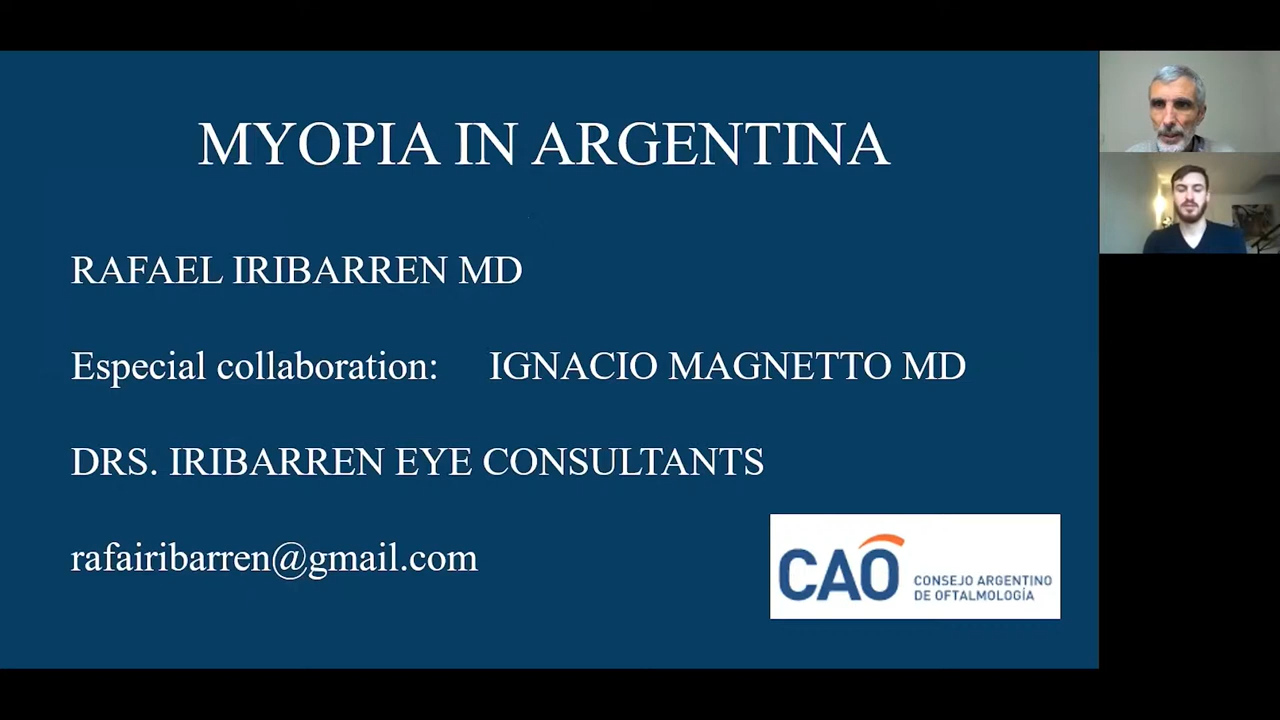 MYOPIA IN ARGENTINA
RAFAEL IRIBARREN MD
Especial collaboration: IGNACIO MAGNETTO MD
DRS. IRIBARREN EYE CONSULTANTS
rafairibarren@gmail.com
CAO
CONSEJO ARGENTINO
DE OFTALMOLOGÍA